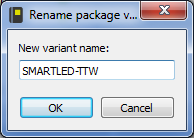 Rename package v...
New variant name:
SMARTLED-TTW
OK
Cancel